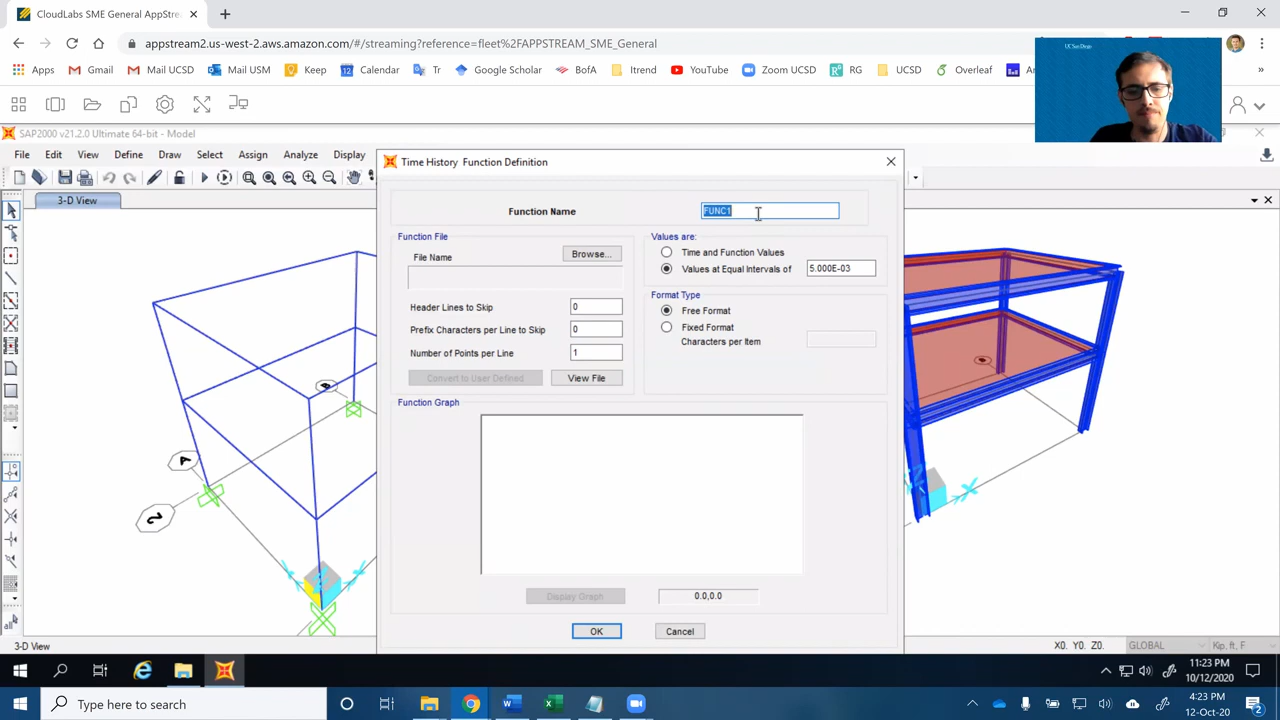 CloudLabs SME General AppStre
appstream2.us-west-2.aws.amazon.com/#/streaming?reference=fleet%2FAPPSTREAM_SME_General
Apps Gmail Mail UCSD Mail USM Keep Calendar Google Scholar BofA Itrend YouTube Zoom UCSD RG UCSD Overleaf
UC San Diego
SAP2000 v21.2.0 Ultimate 64-bit - Model
File Edit View Define Draw Select Assign Analyze Display
3-D View
Time History Function Definition
Function Name FUNC1
Function File
File Name Browse...
Header Lines to Skip 0
Prefix Characters per Line to Skip 0
Number of Points per Line 1
Convert to User Defined View File
Values are:
Time and Function Values
Values at Equal Intervals of 5.000E-03
Format Type
Free Format
Fixed Format
Characters per Item
Function Graph
Display Graph 0.0,0.0
OK Cancel
3-D View X0. Y0. Z0. GLOBAL Kip, ft, F
11:23 PM
10/12/2020
Type here to search
4:23 PM
12-Oct-20
2